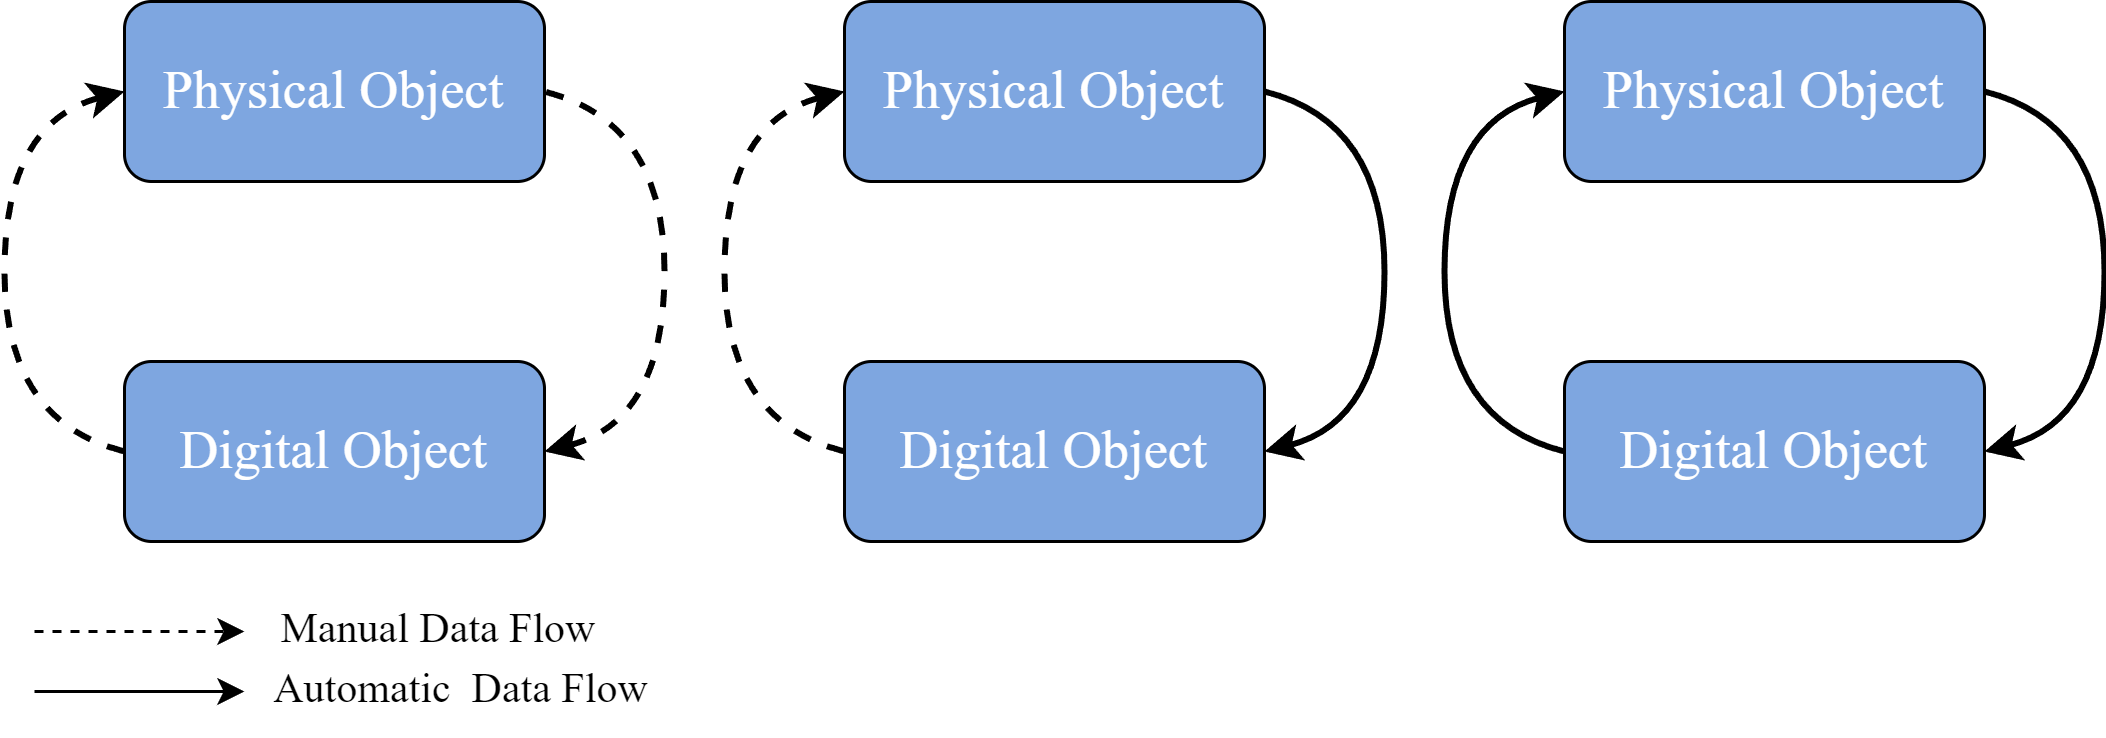 Physical Object
Physical Object
Physical Object
Digital Object
Digital Object
Digital Object
Manual Data Flow
Automatic  Data Flow